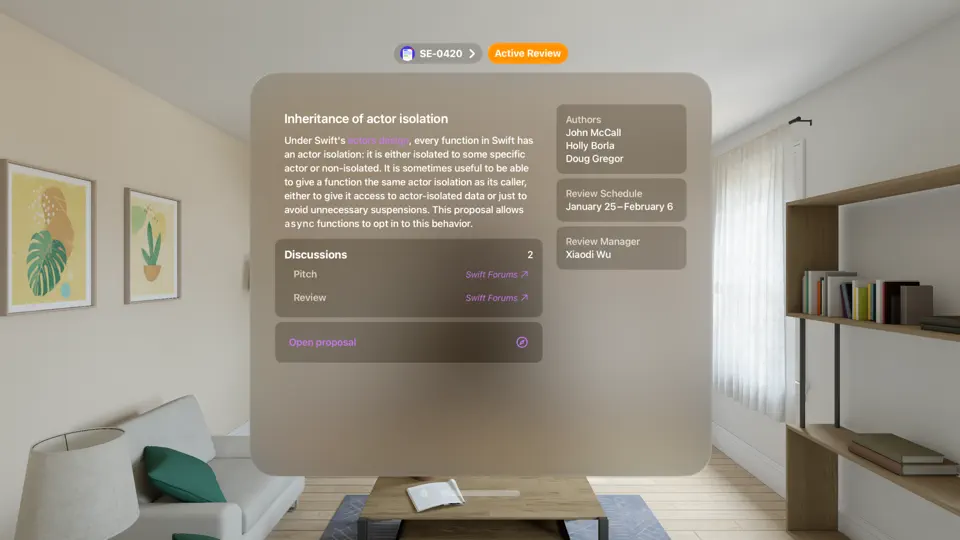 SE-0420
Active Review
Inheritance of actor isolation
Under Swift's actors design, every function in Swift has
an actor isolation: it is either isolated to some specific
actor or non-isolated. It is sometimes useful to be able
to give a function the same actor isolation as its caller,
either to give it access to actor-isolated data or just to
avoid unnecessary suspensions. This proposal allows
async functions to opt in to this behavior.
Discussions 2
Pitch Swift Forums ↗
Review Swift Forums ↗
Open proposal
Authors
John McCall
Holly Borla
Doug Gregor
Review Schedule
January 25–February 6
Review Manager
Xiaodi Wu